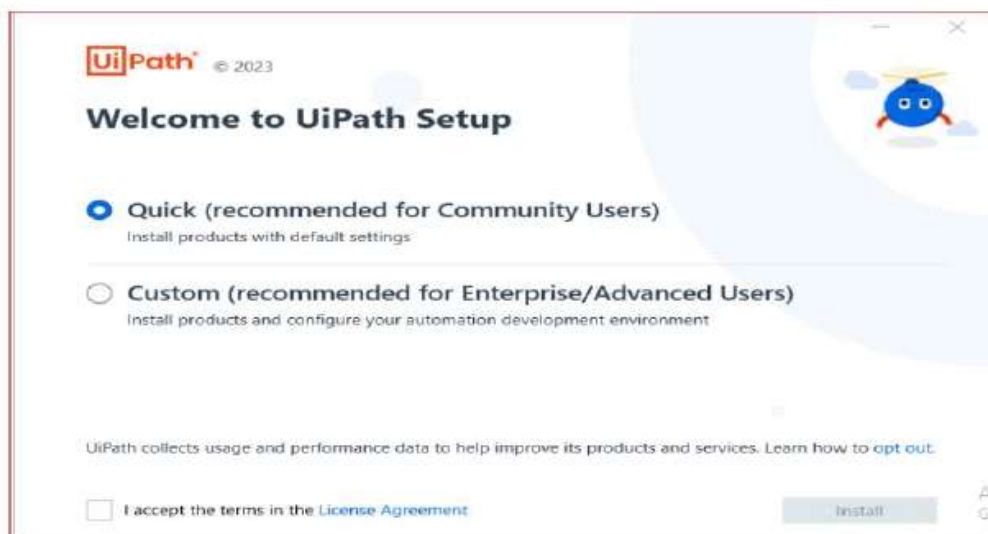 UiPath © 2023
Welcome to UiPath Setup
Quick (recommended for Community Users)
Install products with default settings
Custom (recommended for Enterprise/Advanced Users)
Install products and configure your automation development environment
UiPath collects usage and performance data to help improve its products and services. Learn how to opt out.
I accept the terms in the License Agreement
Install